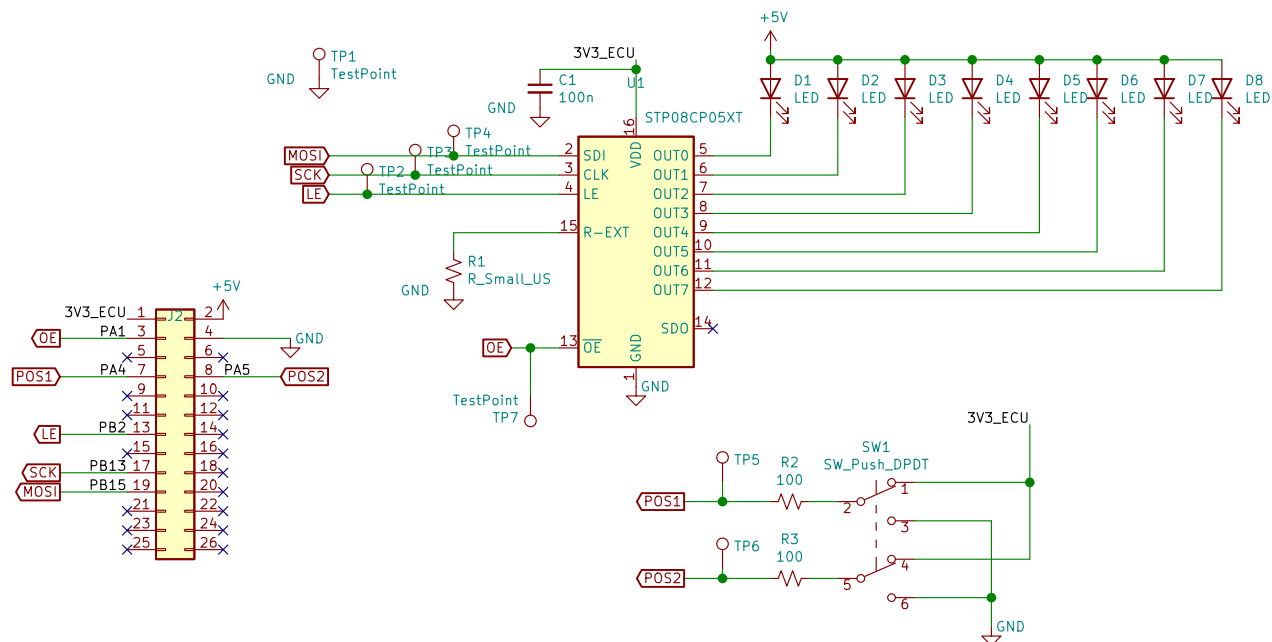 +5V
TP1
TestPoint
GND
3V3_ECU
C1
100n
GND
U1
STP08CP05XT
D1
LED
D2
LED
D3
LED
D4
LED
D5
LED
D6
LED
D7
LED
D8
LED
TP4
TestPoint
TP3
TestPoint
TP2
TestPoint
MOSI
SCK
LE
16
VDD
2 SDI
3 CLK
4 LE
15 R-EXT
13 OE
OUT0 5
OUT1 6
OUT2 7
OUT3 8
OUT4 9
OUT5 10
OUT6 11
OUT7 12
SDO 14
GND
1
GND
R1
R_Small_US
GND
OE
TestPoint
TP7
+5V
J2
3V3_ECU 1 2
OE PA1 3 4 GND
5 6
POS1 PA4 7 8 PA5 POS2
9 10
11 12
LE PB2 13 14
15 16
SCK PB13 17 18
MOSI PB15 19 20
21 22
23 24
25 26
3V3_ECU
SW1
SW_Push_DPDT
TP5
R2
100
POS1
2
1
3
TP6
R3
100
POS2
5
4
6
GND